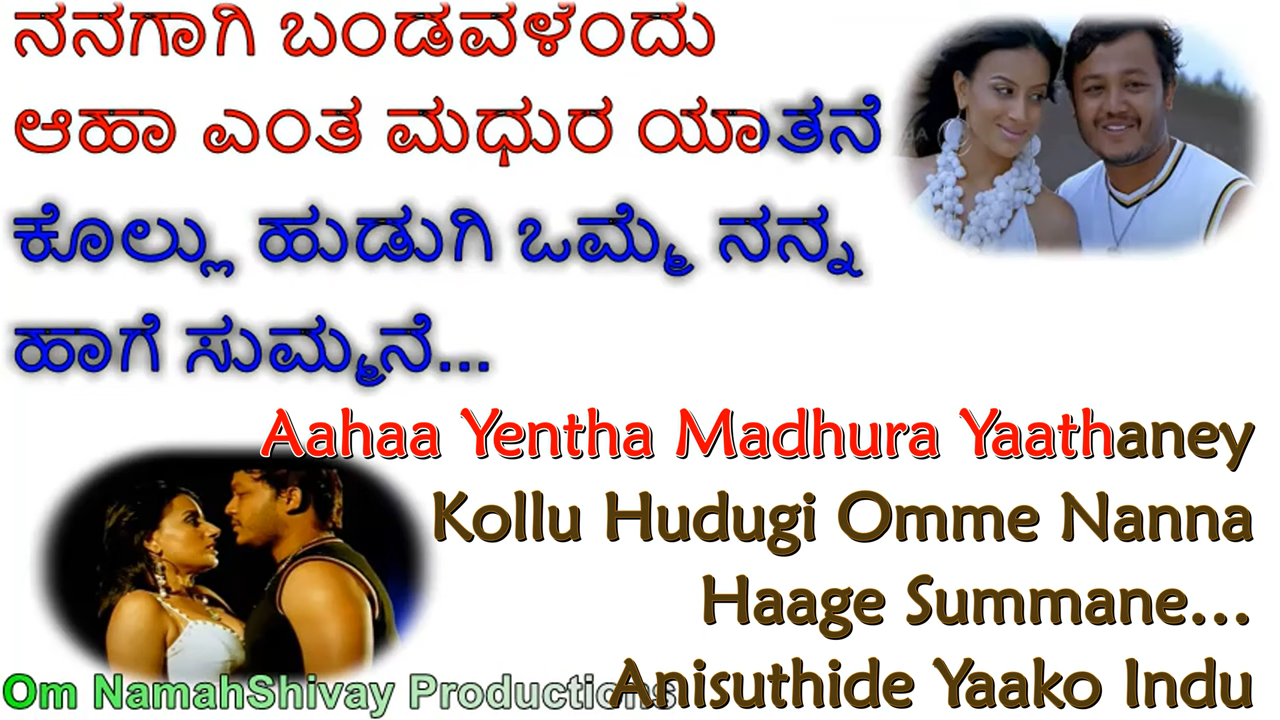 ನನಗಾಗಿ ಬಂಡವಳೆಂದು
ಆಹಾ ಎಂತ ಮಧುರ ಯಾತನೆ
ಕೊಲ್ಲು ಹುಡುಗಿ ಒಮ್ಮೆ ನನ್ನ
ಹಾಗೆ ಸುಮ್ಮನೆ...
Aahaa Yentha Madhura Yaathaney
Kollu Hudugi Omme Nanna
Haage Summane...
Anisuthide Yaako Indu
Om NamahShivay Productions